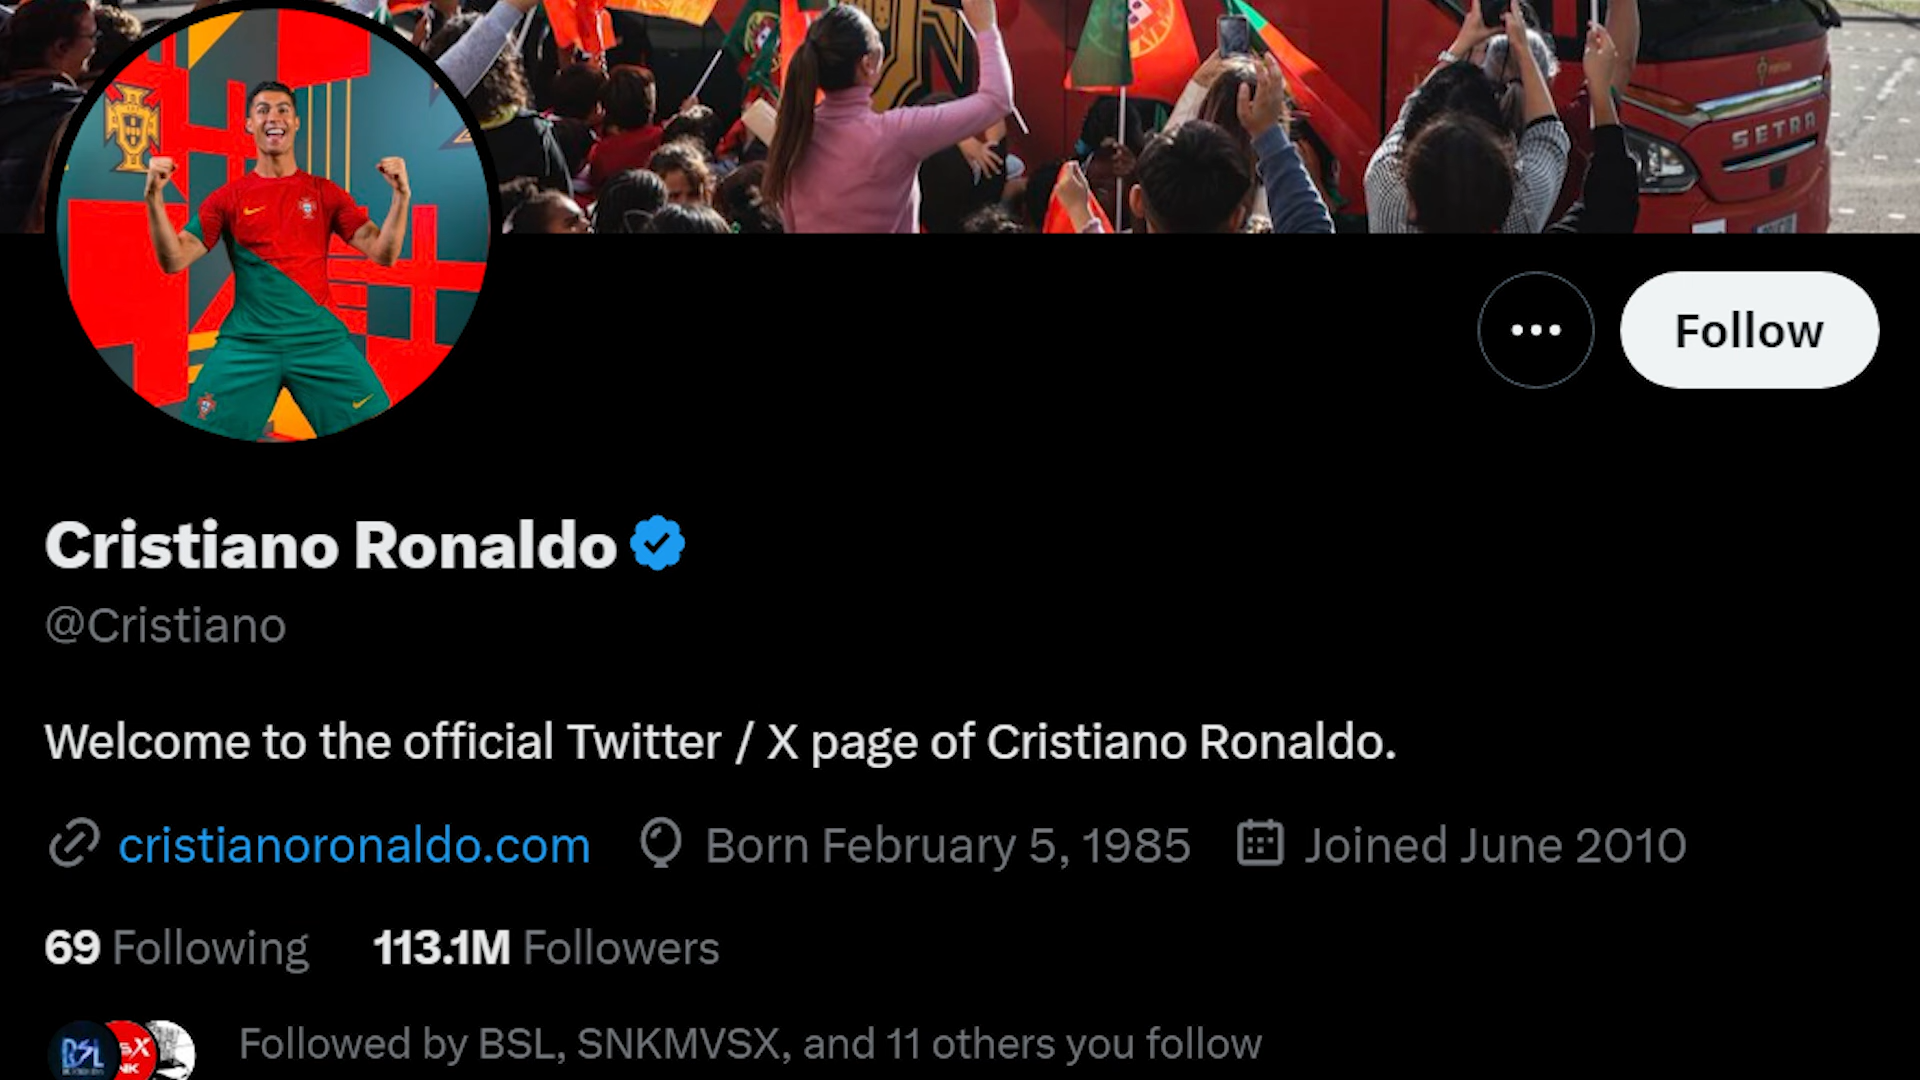 SETRA
Follow
Cristiano Ronaldo
@Cristiano
Welcome to the official Twitter / X page of Cristiano Ronaldo.
cristianoronaldo.com Born February 5, 1985 Joined June 2010
69 Following 113.1M Followers
BSL
Followed by BSL, SNKMVSX, and 11 others you follow